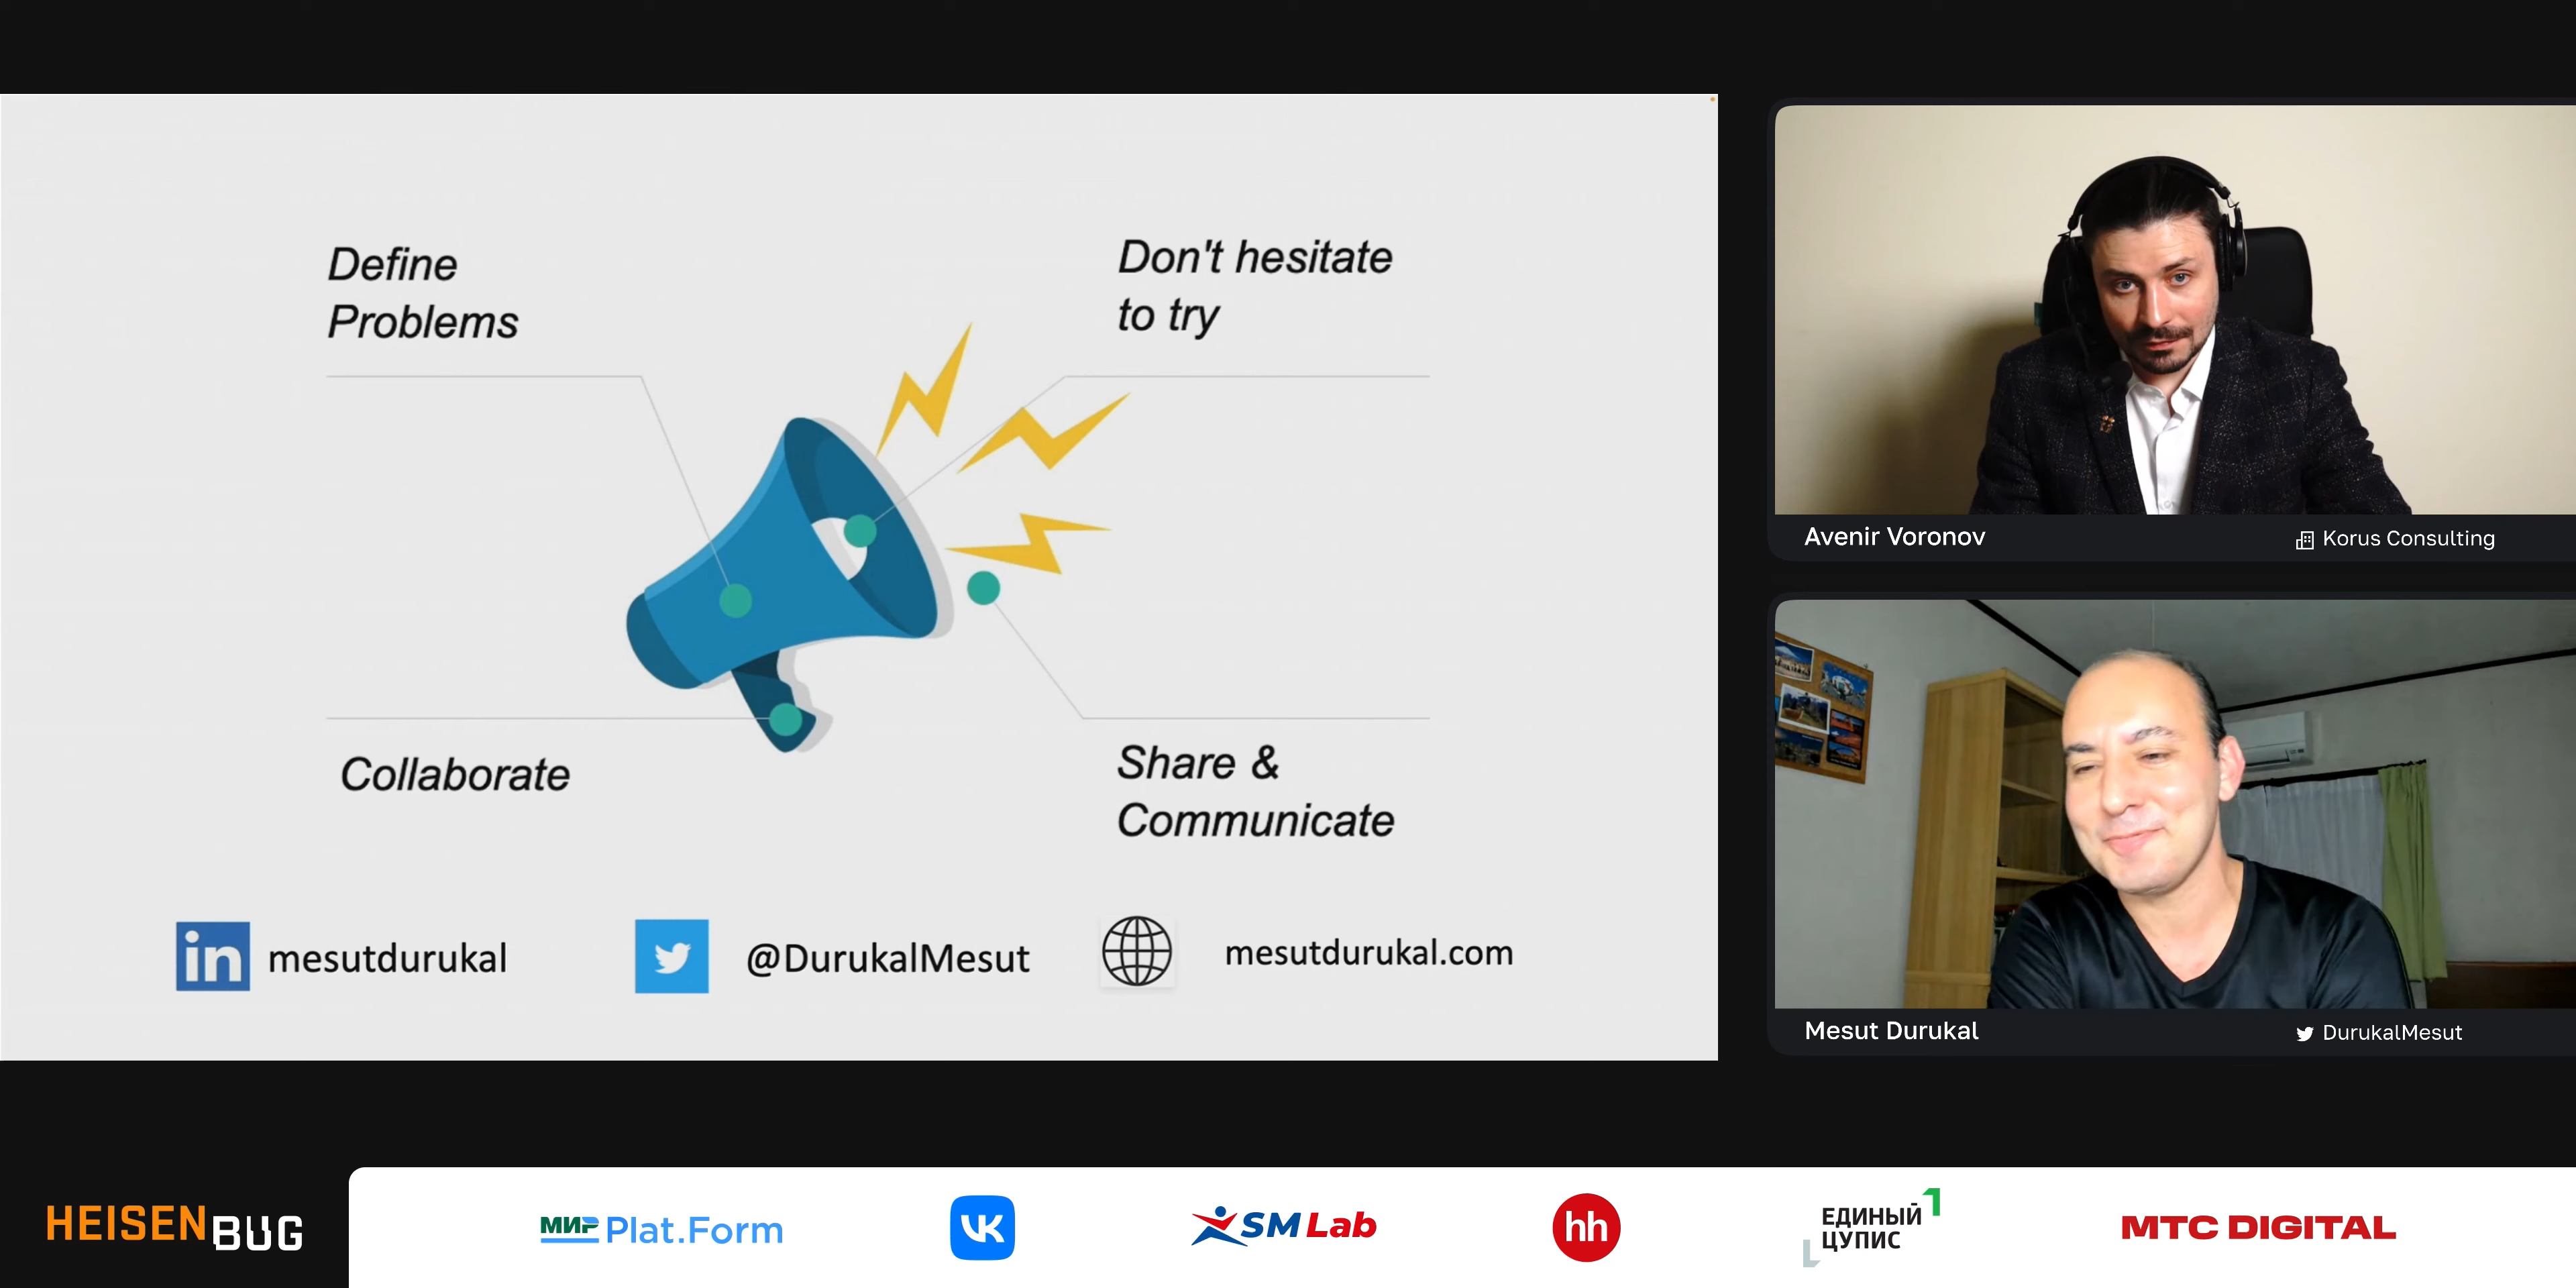 Define
Problems
Don't hesitate
to try
Collaborate
Share &
Communicate
in mesutdurukal
@DurukalMesut
mesutdurukal.com
Avenir Voronov
Korus Consulting
Mesut Durukal
DurukalMesut
HEISENBUG
МИР Plat.Form
VK
SM Lab
hh
ЕДИНЫЙ 1
ЦУПИС
МТС DIGITAL